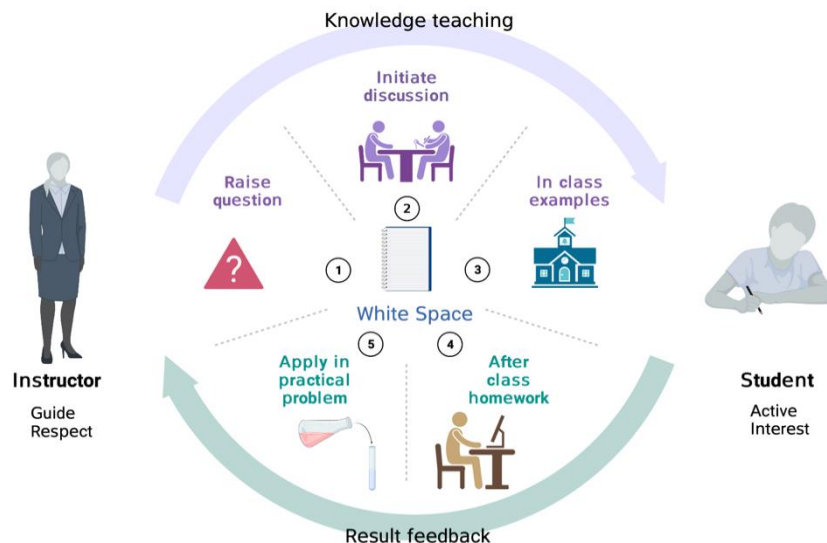 Knowledge teaching
Initiate
discussion
Raise
question
In class
examples
?
2
1
3
White Space
5
4
Apply in
practical
problem
After
class
homework
Instructor
Guide
Respect
Student
Active
Interest
Result feedback